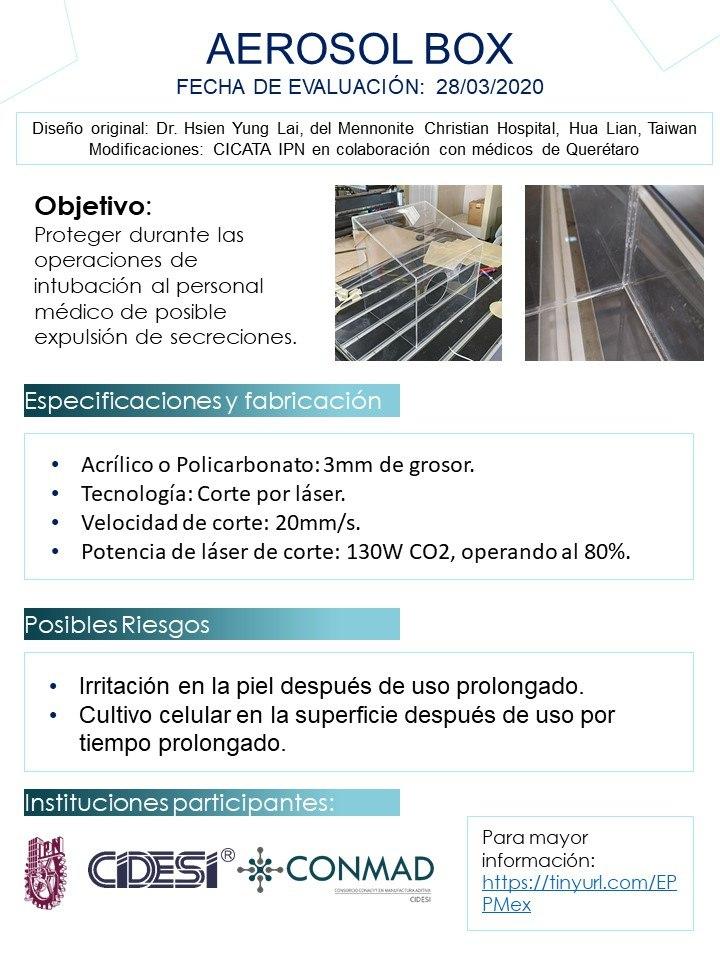 AEROSOL BOX
FECHA DE EVALUACIÓN: 28/03/2020
Diseño original: Dr. Hsien Yung Lai, del Mennonite Christian Hospital, Hua Lian, Taiwan
Modificaciones: CICATA IPN en colaboración con médicos de Querétaro
Objetivo:
Proteger durante las
operaciones de
intubación al personal
médico de posible
expulsión de secreciones.
Especificaciones y fabricación
• Acrílico o Policarbonato: 3mm de grosor.
• Tecnología: Corte por láser.
• Velocidad de corte: 20mm/s.
• Potencia de láser de corte: 130W CO2, operando al 80%.
Posibles Riesgos
• Irritación en la piel después de uso prolongado.
• Cultivo celular en la superficie después de uso por
tiempo prolongado.
Instituciones participantes:
IPN
CIDESI®
CONMAD
CONSORCIO CONACYT EN MANUFACTURA ADITIVA
CIDESI
Para mayor
información:
https://tinyurl.com/EP
PMex